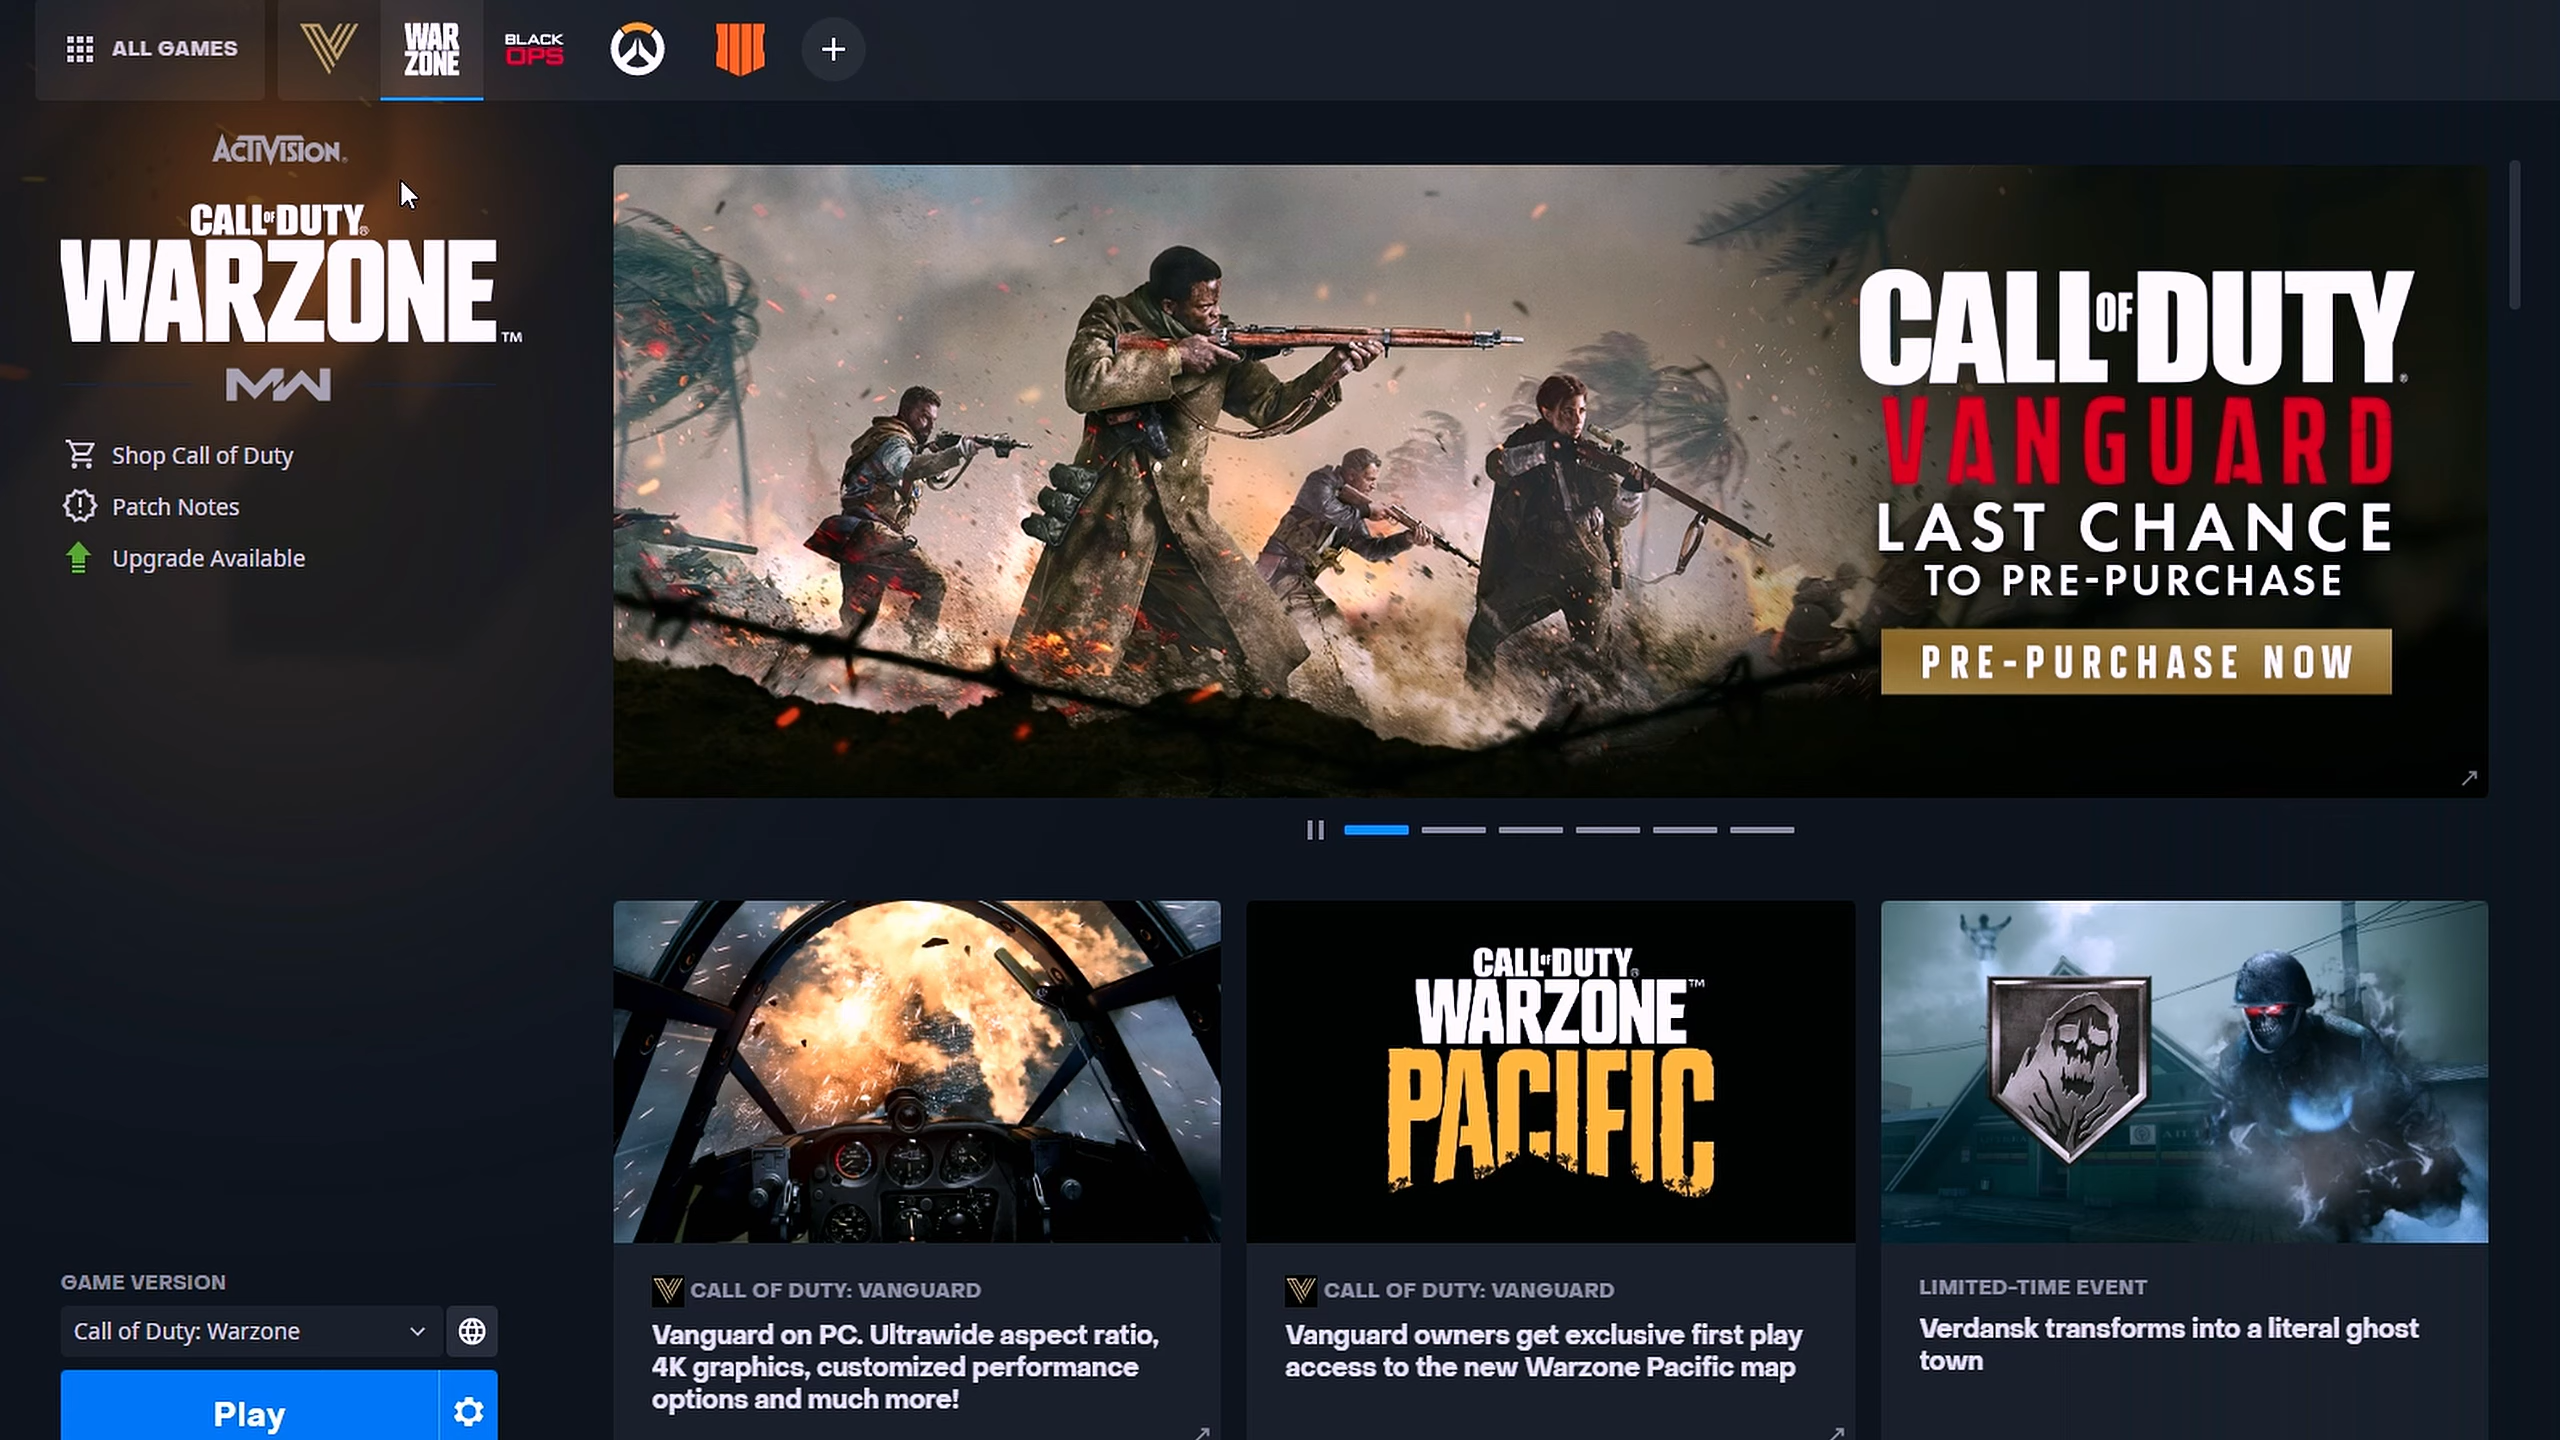 ALL GAMES
WAR
ZONE
BLACK
OPS
ACTIVISION
CALL OF DUTY®
WARZONE™
MW
Shop Call of Duty
Patch Notes
Upgrade Available
CALL OF DUTY®
VANGUARD
LAST CHANCE
TO PRE-PURCHASE
PRE-PURCHASE NOW
CALL OF DUTY®
WARZONE™
PACIFIC
GAME VERSION
Call of Duty: Warzone
Play
CALL OF DUTY: VANGUARD
Vanguard on PC. Ultrawide aspect ratio,
4K graphics, customized performance
options and much more!
CALL OF DUTY: VANGUARD
Vanguard owners get exclusive first play
access to the new Warzone Pacific map
LIMITED-TIME EVENT
Verdansk transforms into a literal ghost
town